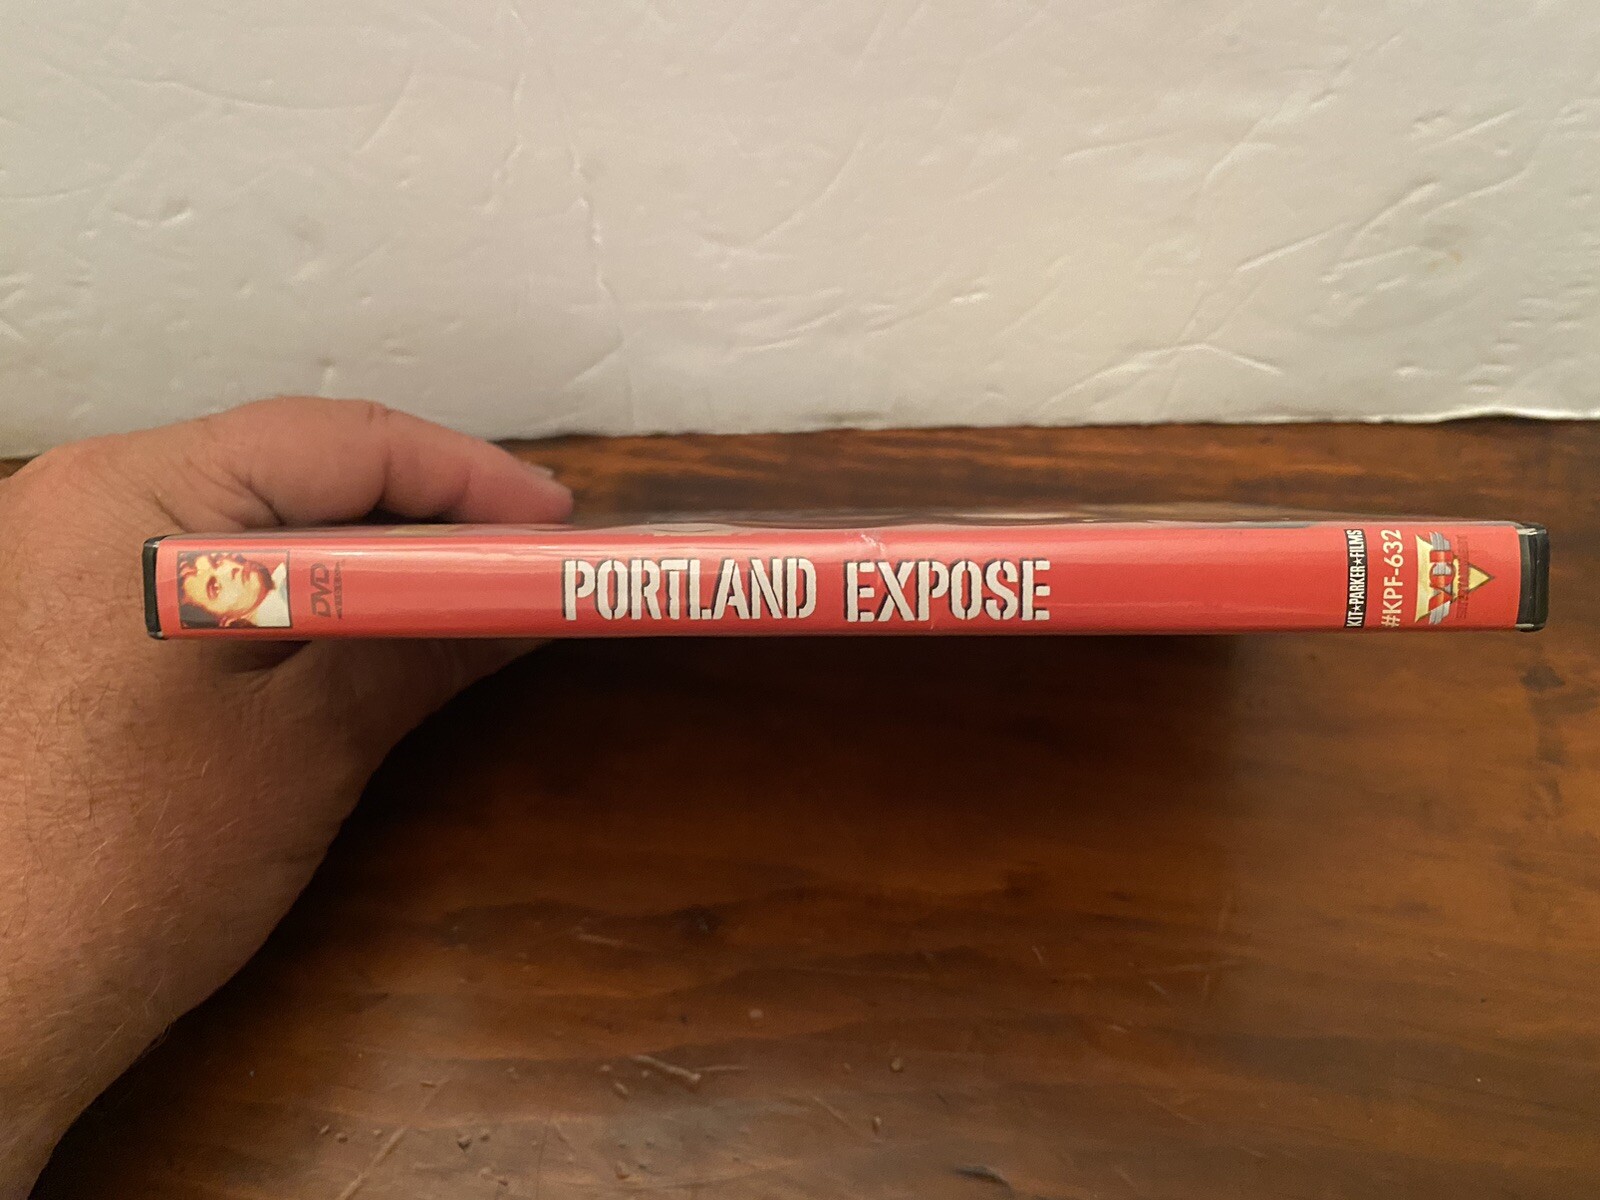 DVD
PORTLAND EXPOSE
KIT★PARKER★FILMS
#KPF-632
VCI